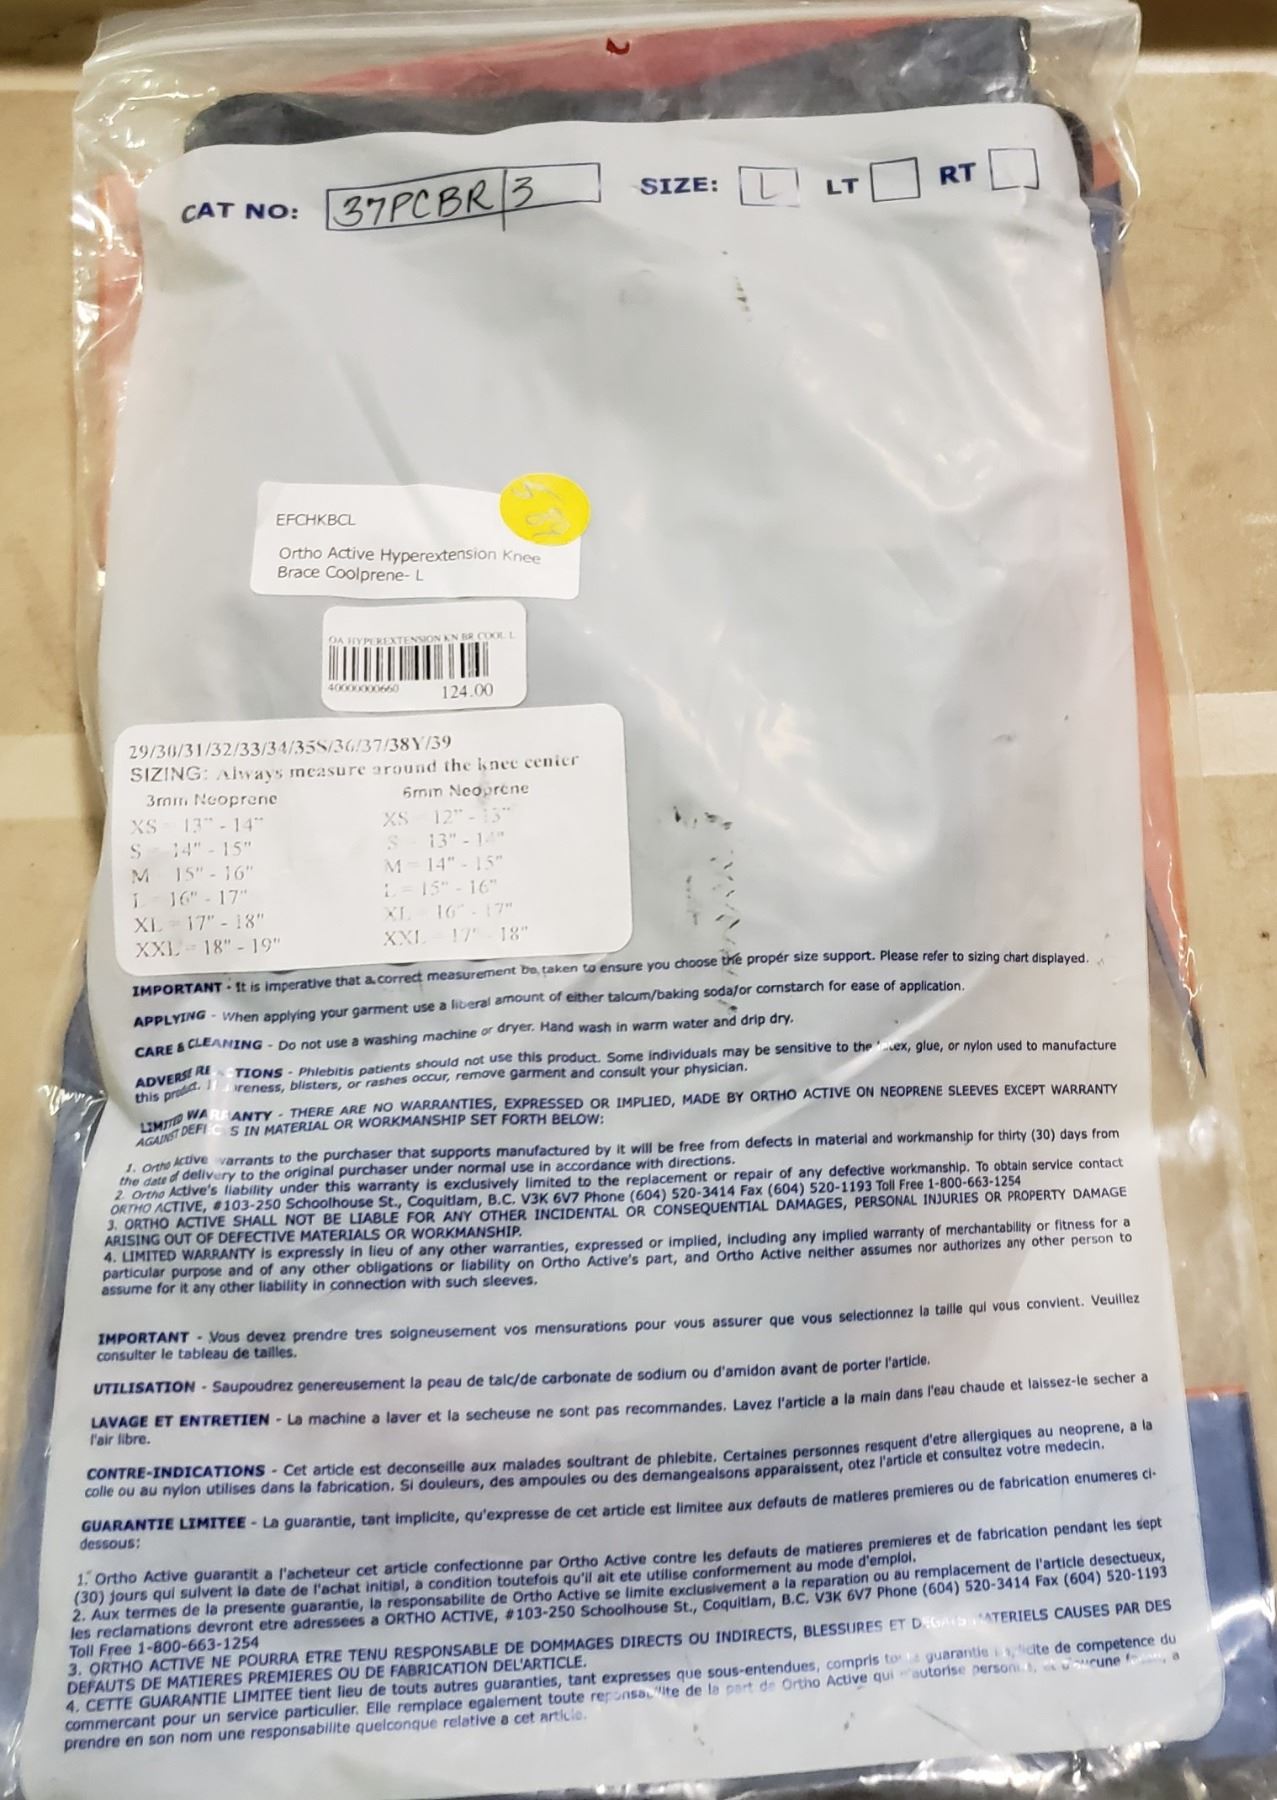 CAT NO: 37PCBR 3 SIZE: L LT RT
EFCHKBCL
Ortho Active Hyperextension Knee
Brace Coolprene- L
OA HYPEREXTENSION KN BR COOL L
40000000660 124.00
29/30/31/32/33/34/35S/36/37/38Y/39
SIZING: Always measure around the knee center
3mm Neoprene 6mm Neoprene
XS = 13" - 14" XS 12" - 13"
S = 14" - 15" S 13" - 14"
M 15" - 16" M = 14" - 15"
L 16" - 17" L = 15" - 16"
XL = 17" - 18" XL 16" - 17"
XXL = 18" - 19" XXL 17" - 18"
IMPORTANT - It is imperative that a correct measurement be taken to ensure you choose the proper size support. Please refer to sizing chart displayed.
APPLYING - When applying your garment use a liberal amount of either talcum/baking soda/or cornstarch for ease of application.
CARE & CLEANING - Do not use a washing machine or dryer. Hand wash in warm water and drip dry.
ADVERSE TIONS - Phlebitis patients should not use this product. Some individuals may be sensitive to the latex, glue, or nylon used to manufacture
this product. If blisters, or rashes occur, remove garment and consult your physician.
LIMITED WARRANTY - THERE ARE NO WARRANTIES, EXPRESSED OR IMPLIED, MADE BY ORTHO ACTIVE ON NEOPRENE SLEEVES EXCEPT WARRANTY
AGAINST DEFECTS IN MATERIAL OR WORKMANSHIP SET FORTH BELOW:
1. Ortho Active warrants to the purchaser that supports manufactured by it will be free from defects in material and workmanship for thirty (30) days from
the date of delivery to the original purchaser under normal use in accordance with directions.
2. Ortho Active's liability under this warranty is exclusively limited to the replacement or repair of any defective workmanship. To obtain service contact
ORTHO ACTIVE, #103-250 Schoolhouse St., Coquitlam, B.C. V3K 6V7 Phone (604) 520-3414 Fax (604) 520-1193 Toll Free 1-800-663-1254
3. ORTHO ACTIVE SHALL NOT BE LIABLE FOR ANY OTHER INCIDENTAL OR CONSEQUENTIAL DAMAGES, PERSONAL INJURIES OR PROPERTY DAMAGE
ARISING OUT OF DEFECTIVE MATERIALS OR WORKMANSHIP.
4. LIMITED WARRANTY is expressly in lieu of any other warranties, expressed or implied, including any implied warranty of merchantability or fitness for a
particular purpose and of any other obligations or liability on Ortho Active's part, and Ortho Active neither assumes nor authorizes any other person to
assume for it any other liability in connection with such sleeves.
IMPORTANT - Vous devez prendre tres soigneusement vos mensurations pour vous assurer que vous selectionnez la taille qui vous convient. Veuillez
consulter le tableau de tailles.
UTILISATION - Saupoudrez genereusement la peau de talc/de carbonate de sodium ou d'amidon avant de porter l'article.
LAVAGE ET ENTRETIEN - La machine a laver et la secheuse ne sont pas recommandes. Lavez l'article a la main dans l'eau chaude et laissez-le secher a
l'air libre.
CONTRE-INDICATIONS - Cet article est deconseille aux malades soultrant de phlebite. Certaines personnes resquent d'etre allergiques au neoprene, a la
colle ou au nylon utilises dans la fabrication. Si douleurs, des ampoules ou des demangeaisons apparaissent, otez l'article et consultez votre medecin.
GUARANTIE LIMITEE - La guarantie, tant implicite, qu'expresse de cet article est limitee aux defauts de matieres premieres ou de fabrication enumeres ci-
dessous:
1. Ortho Active guarantit a l'acheteur cet article confectionne par Ortho Active contre les defauts de matieres premieres et de fabrication pendant les sept
(30) jours qui suivent la date de l'achat initial, a condition toutefois qu'il ait ete utilise conformement au mode d'emploi.
2. Aux termes de la presente guarantie, la responsabilite de Ortho Active se limite exclusivement a la reparation ou au remplacement de l'article desectueux,
les reclamations devront etre adressees a ORTHO ACTIVE, #103-250 Schoolhouse St., Coquitlam, B.C. V3K 6V7 Phone (604) 520-3414 Fax (604) 520-1193
Toll Free 1-800-663-1254
3. ORTHO ACTIVE NE POURRA ETRE TENU RESPONSABLE DE DOMMAGES DIRECTS OU INDIRECTS, BLESSURES ET DEGATS MATERIELS CAUSES PAR DES
DEFAUTS DE MATIERES PREMIERES OU DE FABRICATION DEL'ARTICLE.
4. CETTE GUARANTIE LIMITEE tient lieu de touts autres guaranties, tant expresses que sous-entendues, compris guarantie de competence du
commercant pour un service particulier. Elle remplace egalement toute responsabilite de la part de Ortho Active qui a
prendre en son nom une responsabilite quelconque relative a cet article.